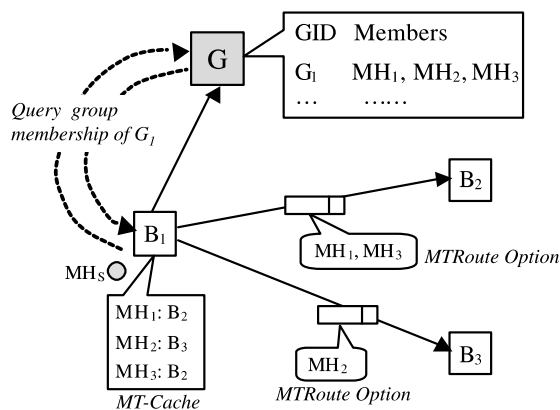 GID Members
G
G₁ MH₁, MH₂, MH₃
... ......
Query group
membership of G₁
B₂
B₁
MH₁, MH₃
MTRoute Option
MHₛ
MH₁: B₂
MH₂: B₃
MH₃: B₂
MT-Cache
MH₂
MTRoute Option
B₃